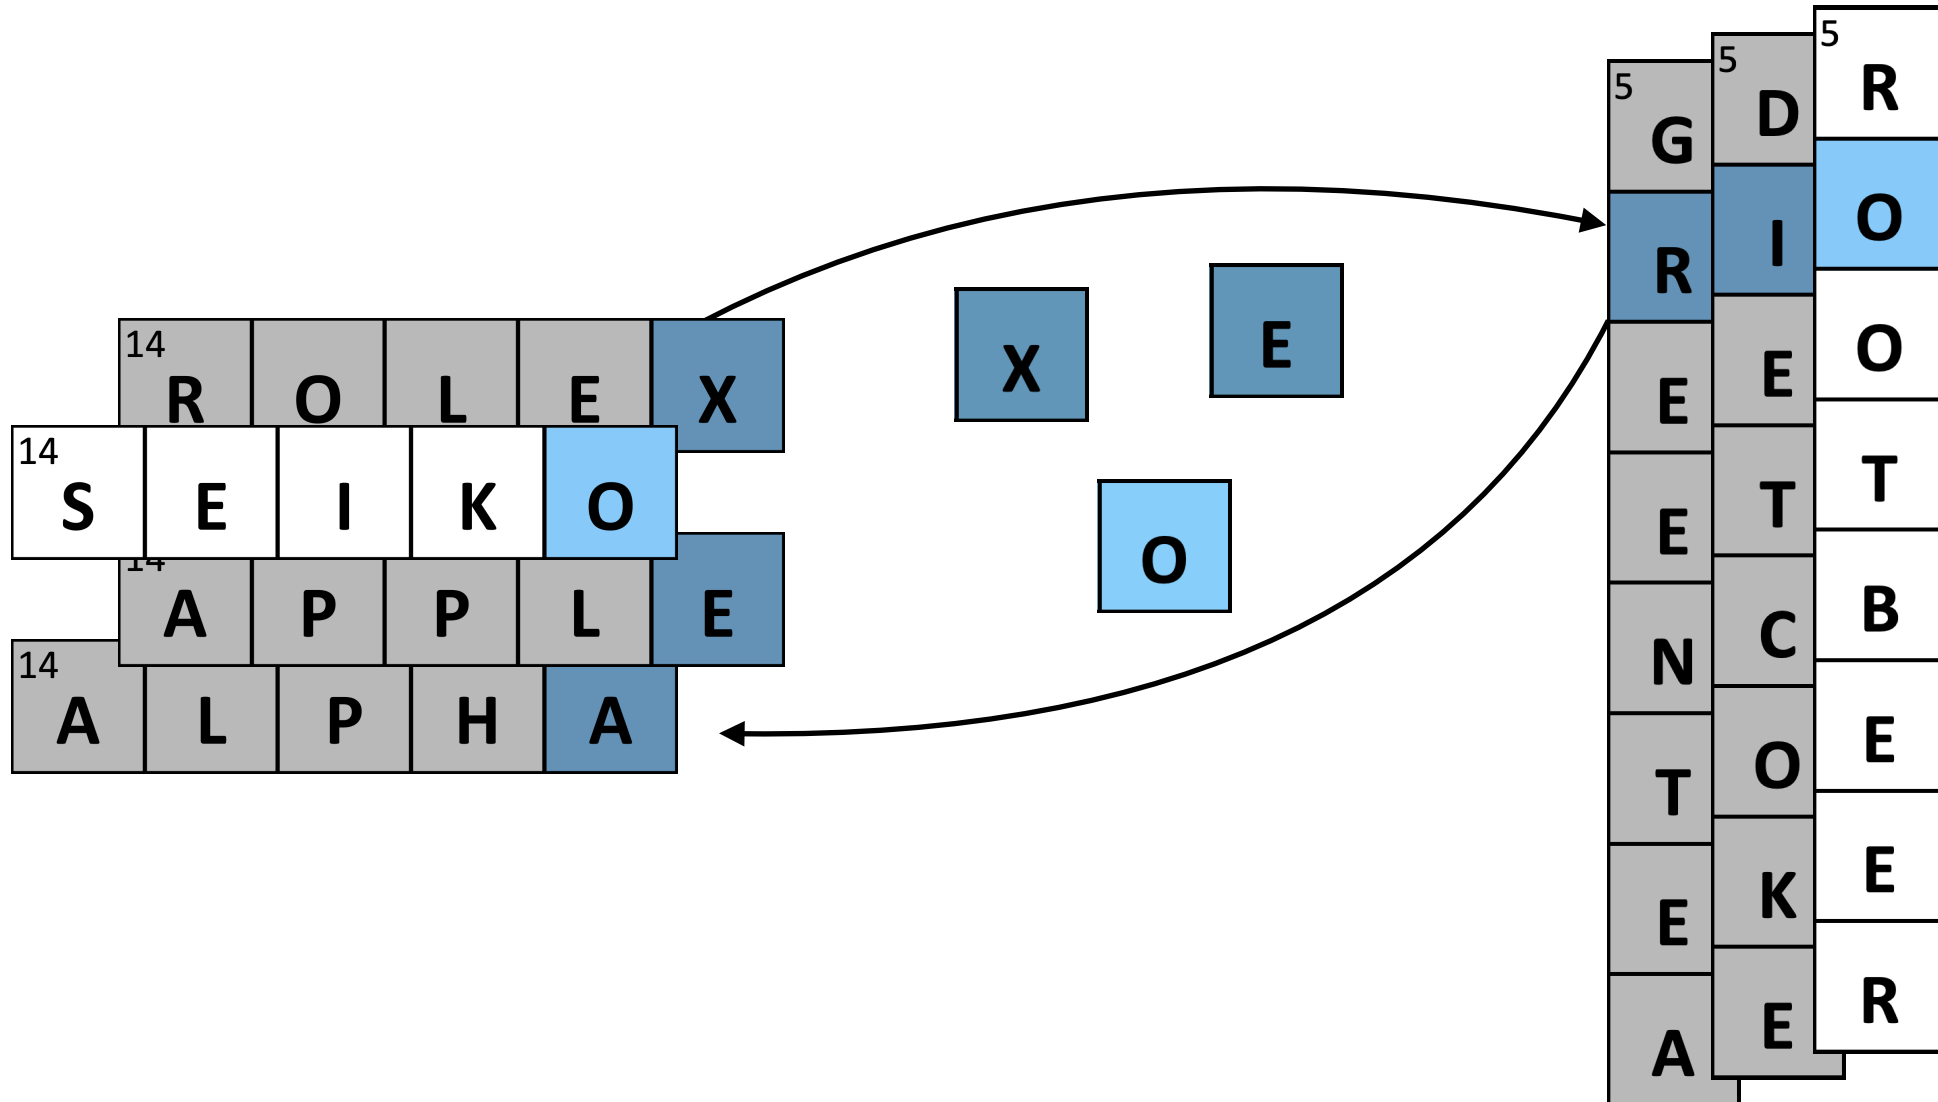 14 ROLEX
14 SEIKO
14 APPLE
14 ALPHA
X
E
O
5 GREENTEA
5 DIETCOKE
5 ROOTBEER